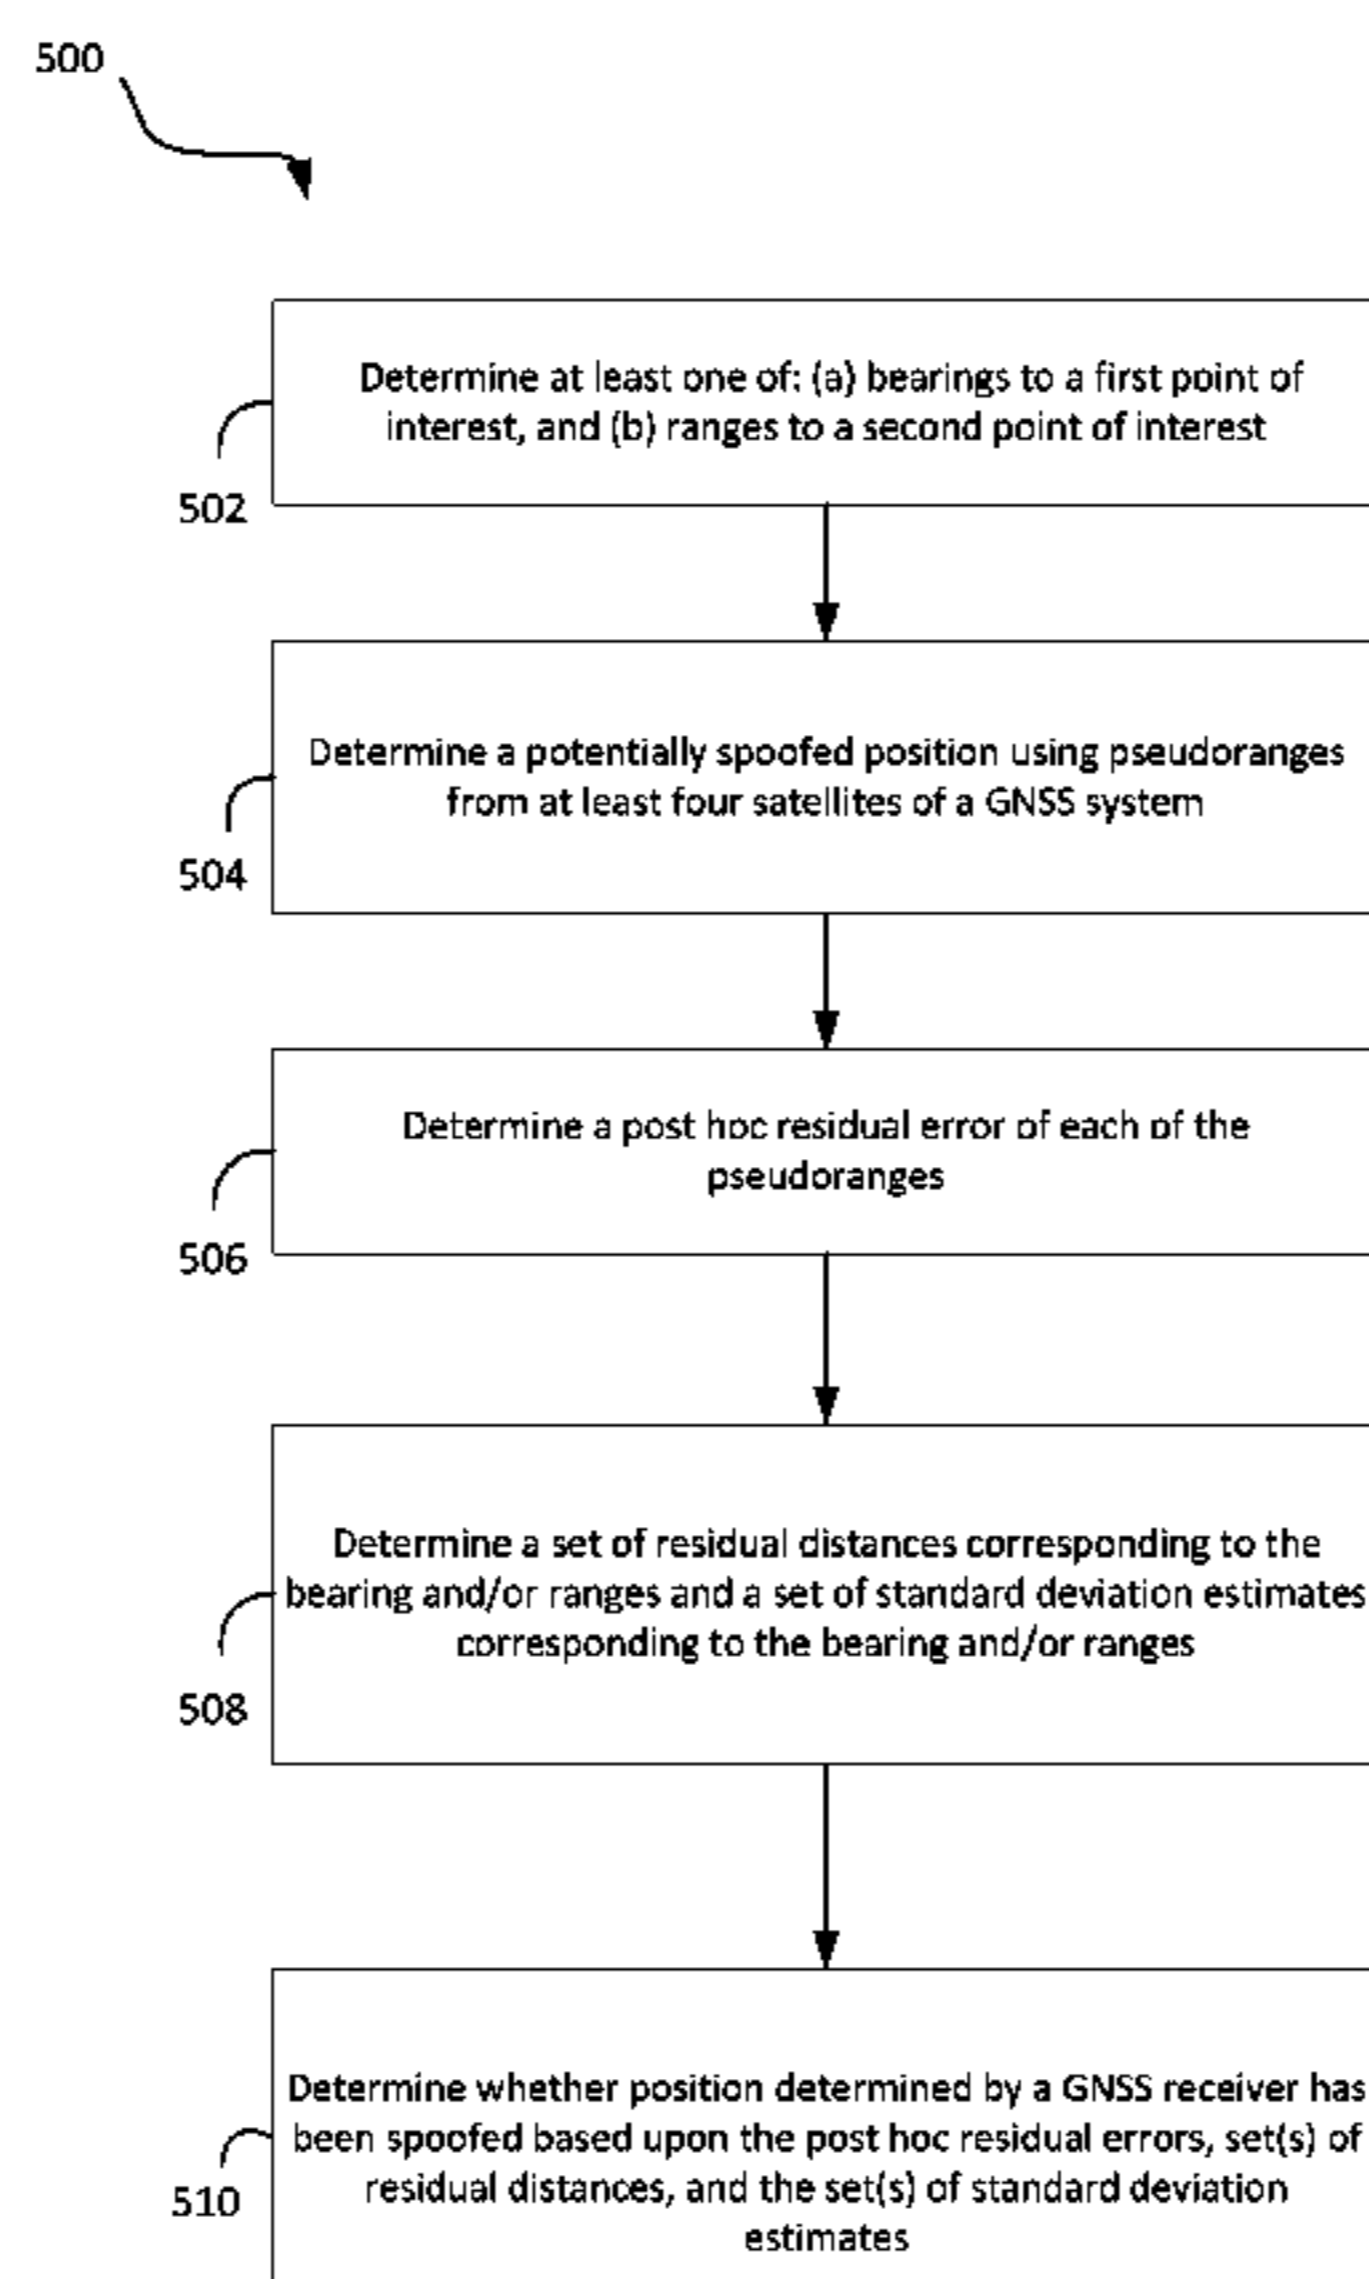 500
Determine at least one of: (a) bearings to a first point of
interest, and (b) ranges to a second point of interest
502
Determine a potentially spoofed position using pseudoranges
from at least four satellites of a GNSS system
504
Determine a post hoc residual error of each of the
pseudoranges
506
Determine a set of residual distances corresponding to the
bearing and/or ranges and a set of standard deviation estimates
corresponding to the bearing and/or ranges
508
Determine whether position determined by a GNSS receiver has
been spoofed based upon the post hoc residual errors, set(s) of
residual distances, and the set(s) of standard deviation
estimates
510